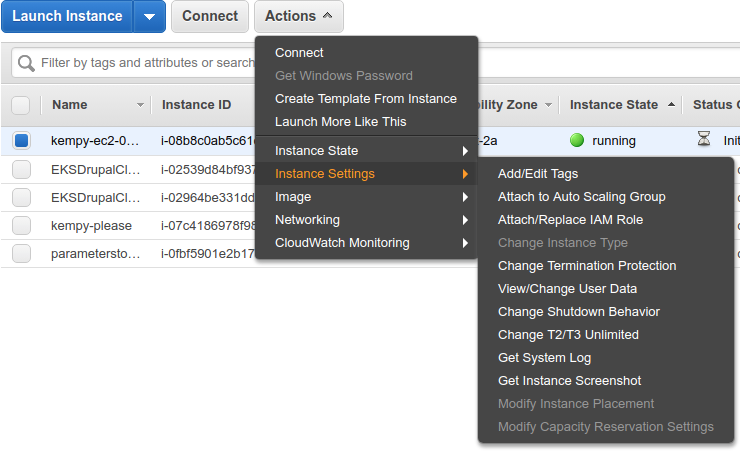 Launch Instance Connect Actions
Filter by tags and attributes or search
Name Instance ID bility Zone Instance State Status
kempy-ec2-0… i-08b8c0ab5c61 -2a running Init
EKSDrupalCl… i-02539d84bf937
EKSDrupalCl… i-02964be331dd
kempy-please i-07c4186978f98
parametersto… i-0fbf5901e2b17
Connect
Get Windows Password
Create Template From Instance
Launch More Like This
Instance State
Instance Settings
Image
Networking
CloudWatch Monitoring
Add/Edit Tags
Attach to Auto Scaling Group
Attach/Replace IAM Role
Change Instance Type
Change Termination Protection
View/Change User Data
Change Shutdown Behavior
Change T2/T3 Unlimited
Get System Log
Get Instance Screenshot
Modify Instance Placement
Modify Capacity Reservation Settings